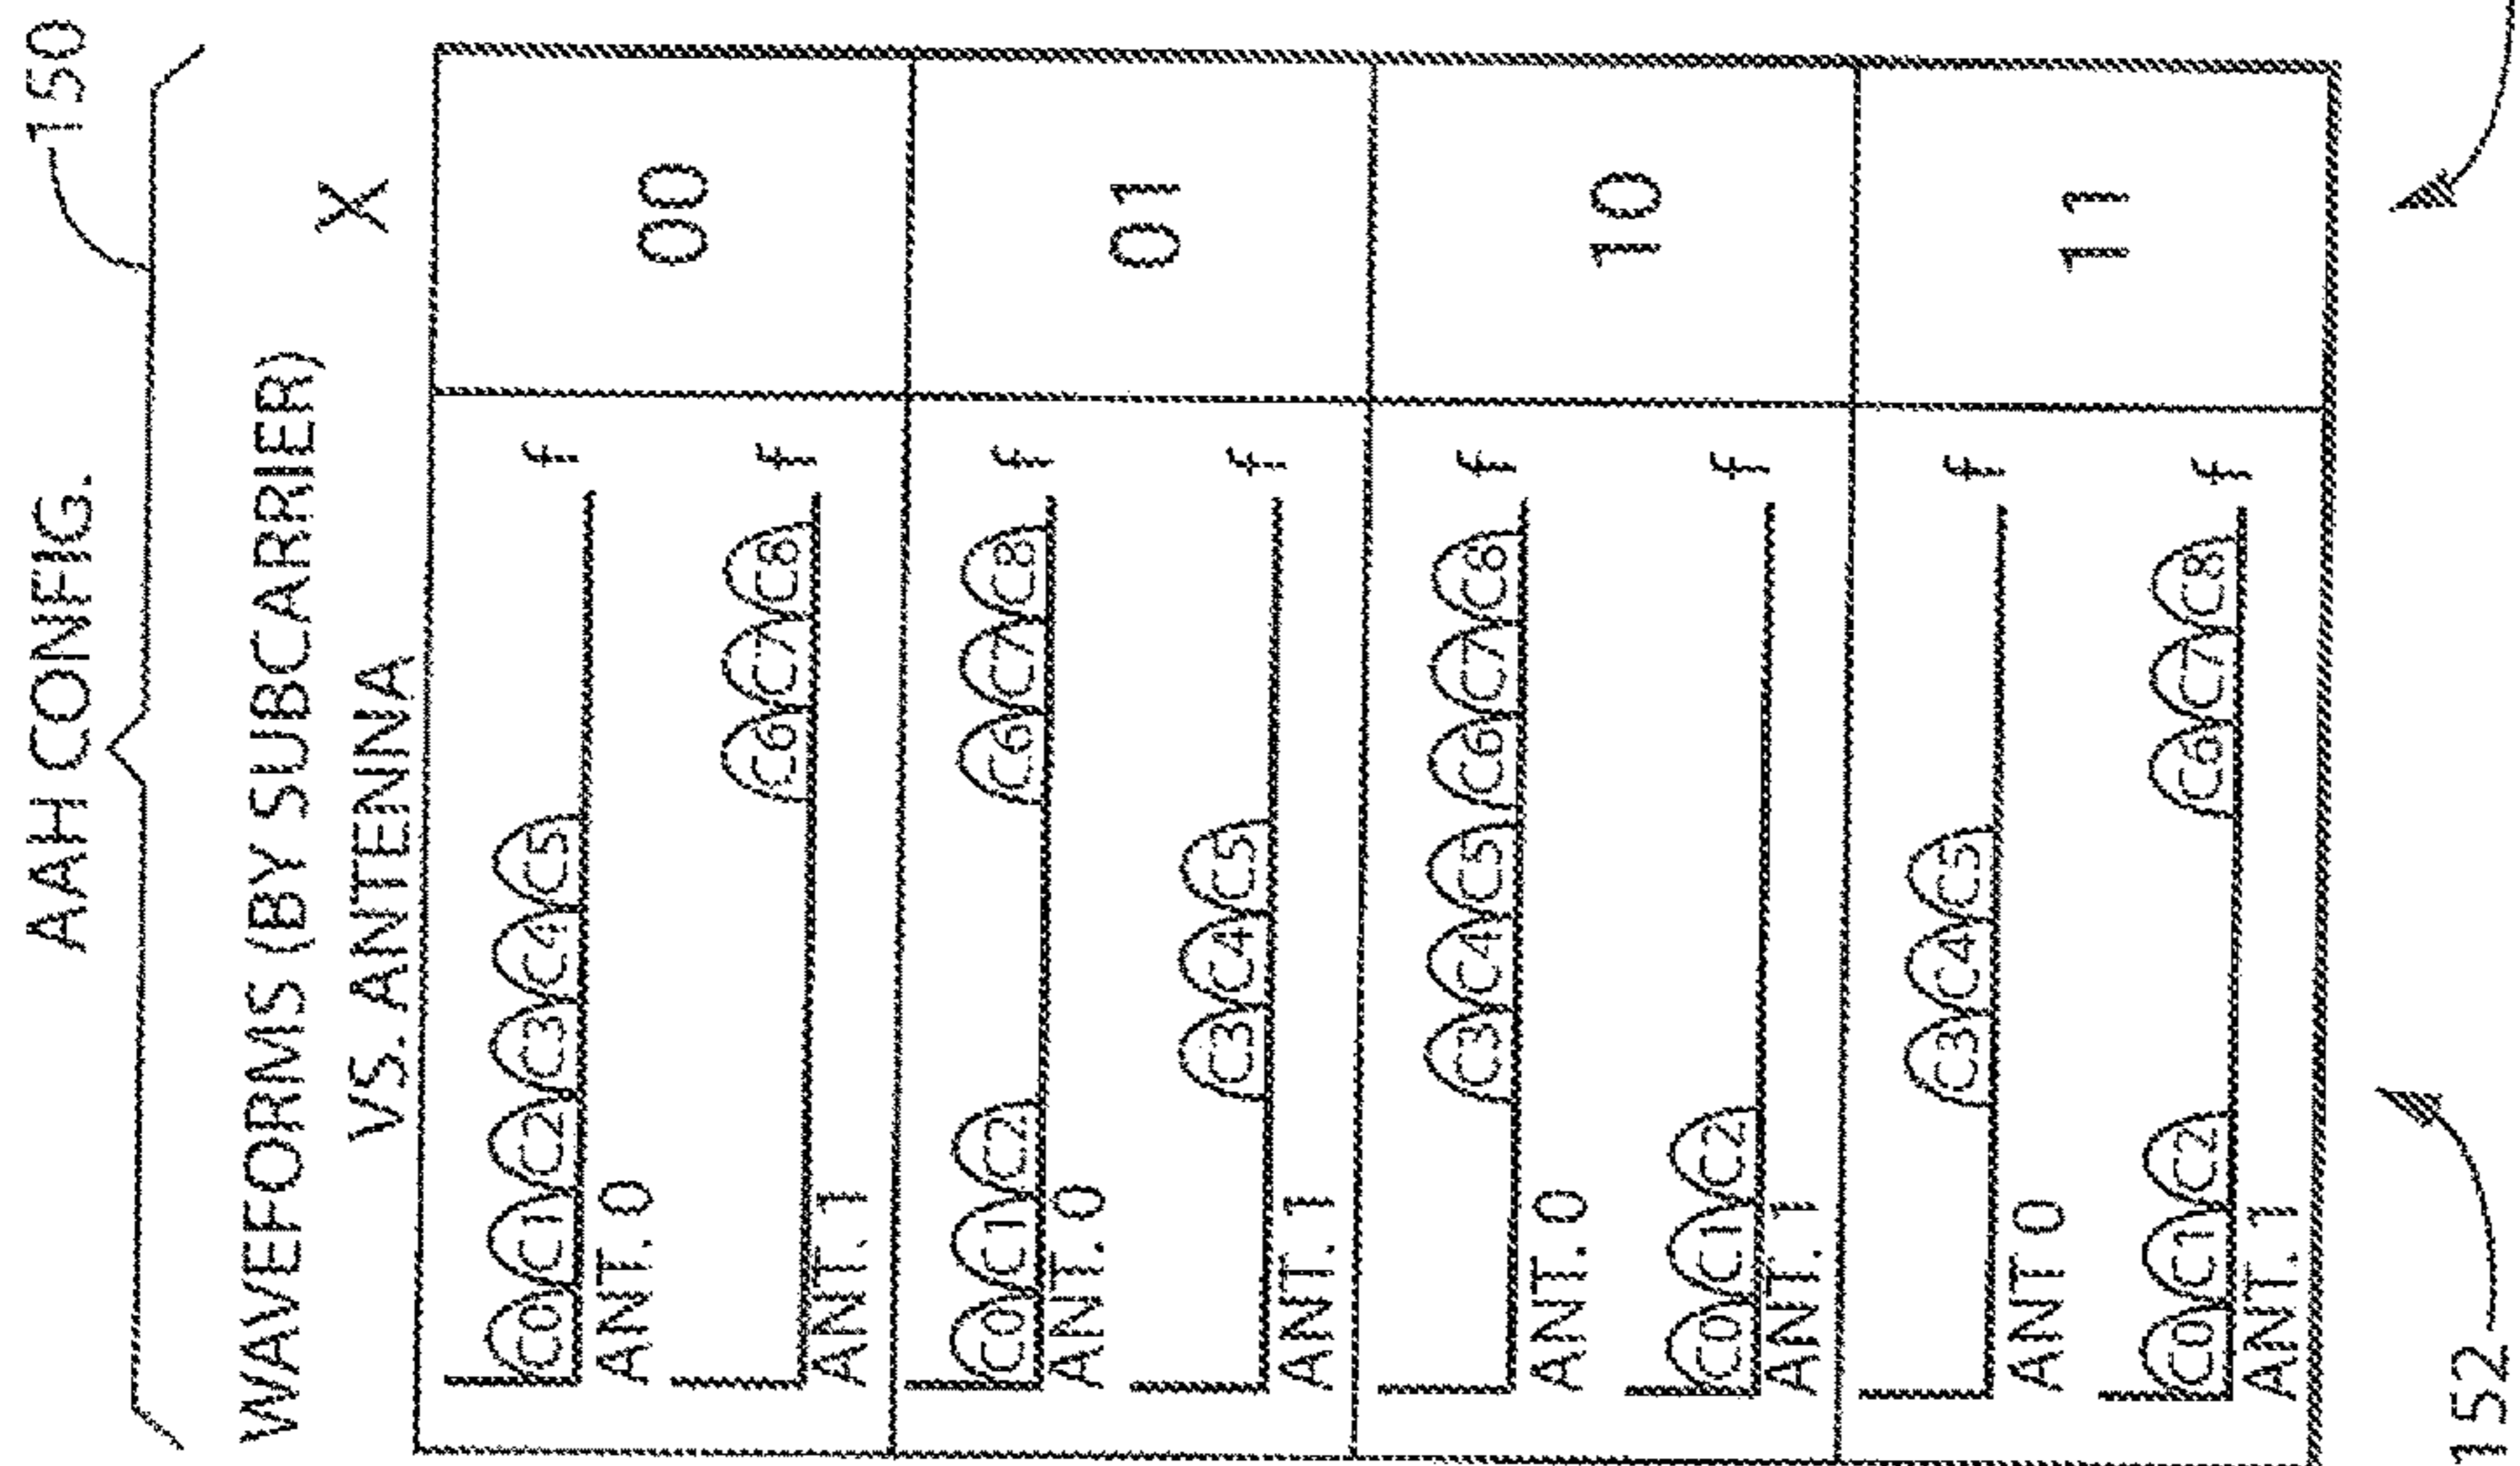 AAH CONFIG.
150
WAVEFORMS (BY SUBCARRIER)
VS. ANTENNA
X
C0 C1 C2 C3 C4 C5 f
ANT. 0
C6 C7 C8 f
ANT. 1
00
C0 C1 C2 C6 C7 C8 f
ANT. 0
C3 C4 C5 f
ANT. 1
01
C3 C4 C5 C6 C7 C8 f
ANT. 0
C0 C1 C2 f
ANT. 1
10
C3 C4 C5 f
ANT 0
C0 C1 C2 C6 C7 C8 f
ANT. 1
11
152